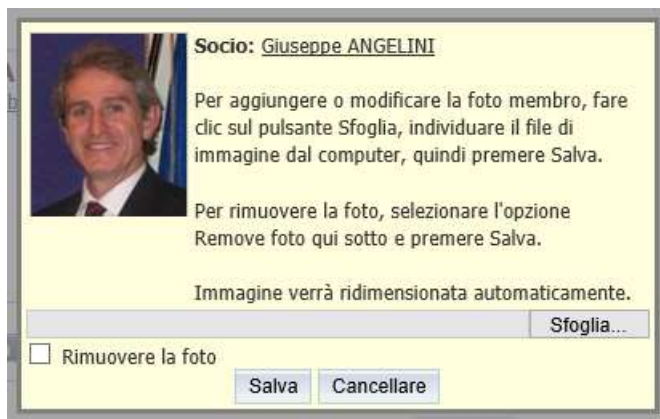 Socio: Giuseppe ANGELINI
Per aggiungere o modificare la foto membro, fare
clic sul pulsante Sfoglia, individuare il file di
immagine dal computer, quindi premere Salva.
Per rimuovere la foto, selezionare l'opzione
Remove foto qui sotto e premere Salva.
Immagine verrà ridimensionata automaticamente.
Sfoglia...
Rimuovere la foto
Salva Cancellare